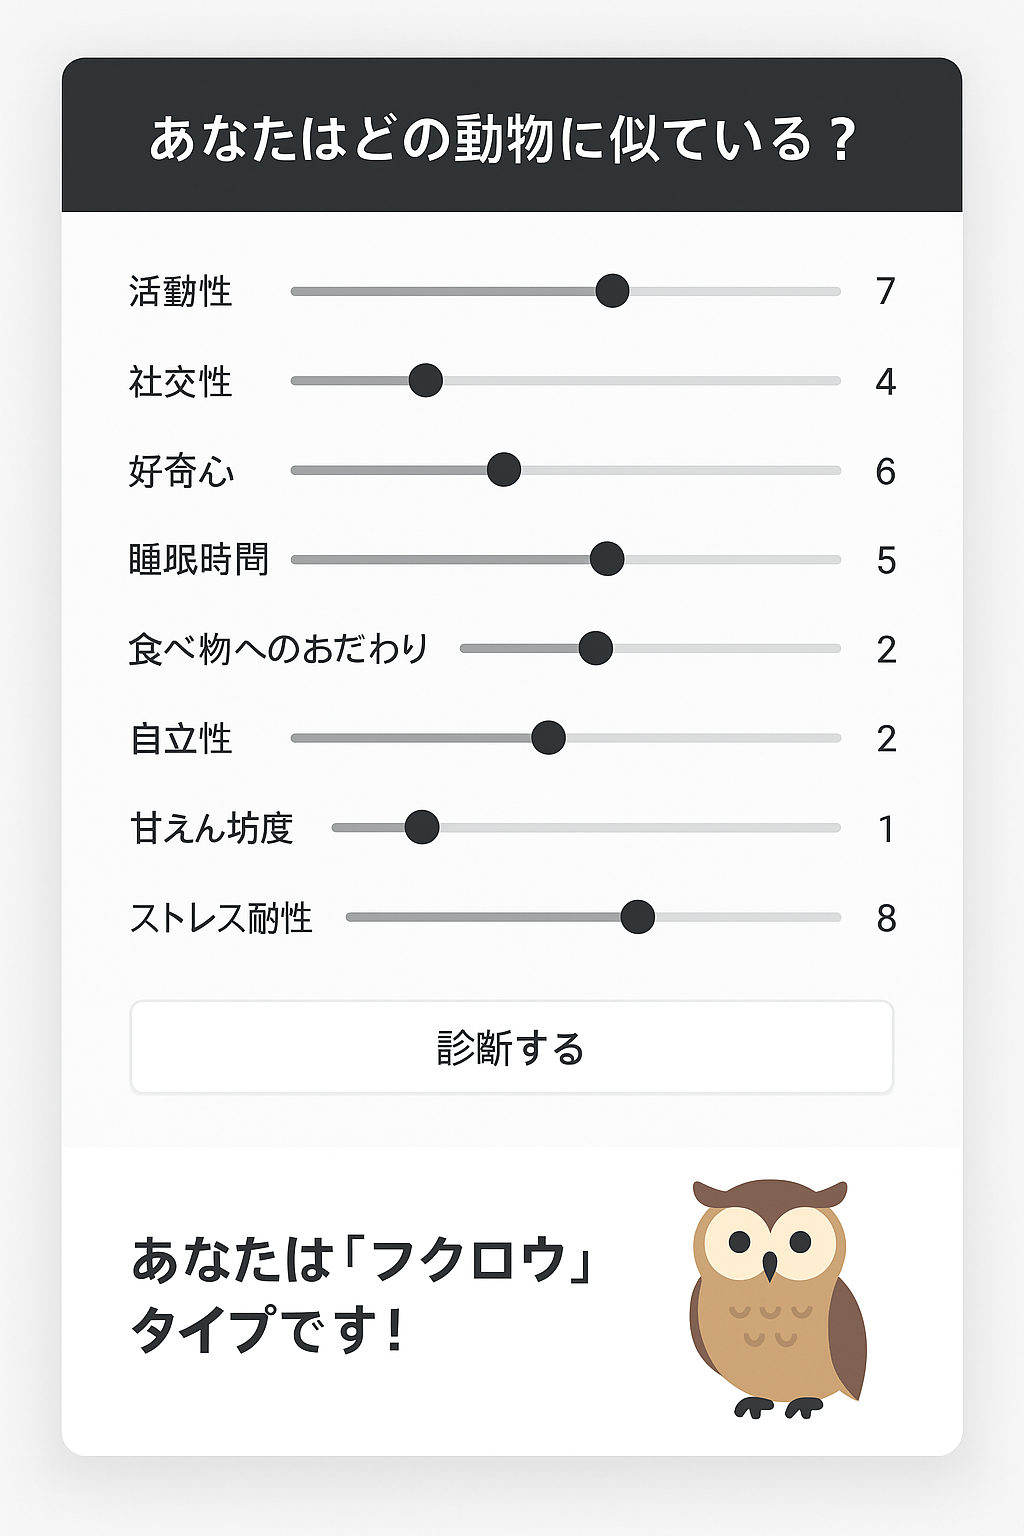 あなたはどの動物に似ている？
活動性 7
社交性 4
好奇心 6
睡眠時間 5
食べ物へのおだわり 2
自立性 2
甘えん坊度 1
ストレス耐性 8
診断する
あなたは「フクロウ」
タイプです！